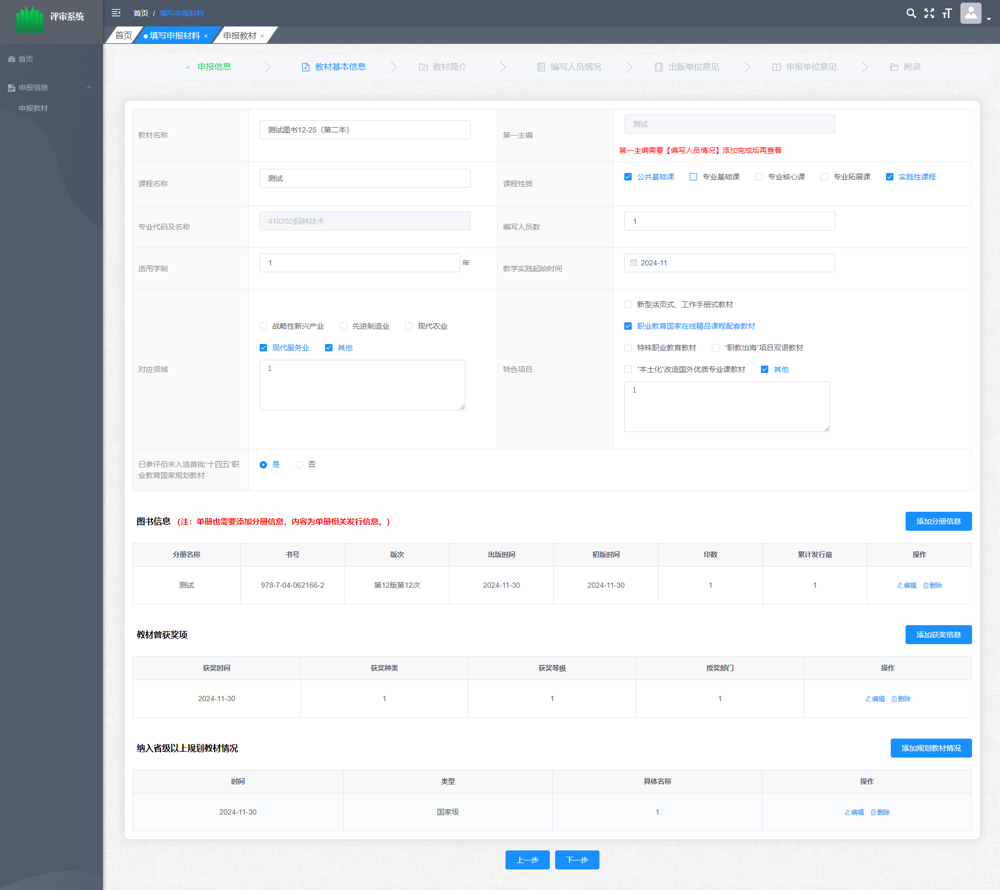 评审系统
首页 / 填写申报材料
首页
填写申报材料 ×
申报教材 ×
首页
申报信息
申报教材
申报信息
教材基本信息
教材简介
编写人员情况
出版单位意见
申报单位意见
附录
教材名称
测试图书12-25（第二本）
第一主编
测试
第一主编需要【编写人员情况】添加完成后再查看
课程名称
测试
课程性质
公共基础课 专业基础课 专业核心课 专业拓展课 实践性课程
专业代码及名称
410202|园林技术
编写人员数
1
适用学制
1 年
教学实践起始时间
2024-11
对应领域
战略性新兴产业 先进制造业 现代农业
现代服务业 其他
1
特色项目
新型活页式、工作手册式教材
职业教育国家在线精品课程配套教材
特殊职业教育教材 “职教出海”项目双语教材
“本土化”改造国外优质专业课教材 其他
1
已参评但未入选首批“十四五”职
业教育国家规划教材
是 否
图书信息 （注：单册也需要添加分册信息，内容为单册相关发行信息。）
添加分册信息
分册名称 书号 版次 出版时间 初版时间 印数 累计发行量 操作
测试 978-7-04-062166-2 第12版第12次 2024-11-30 2024-11-30 1 1 编辑 删除
教材曾获奖项
添加获奖信息
获奖时间 获奖种类 获奖等级 授奖部门 操作
2024-11-30 1 1 1 编辑 删除
纳入省级以上规划教材情况
添加规划教材情况
时间 类型 具体名称 操作
2024-11-30 国家级 1 编辑 删除
上一步 下一步